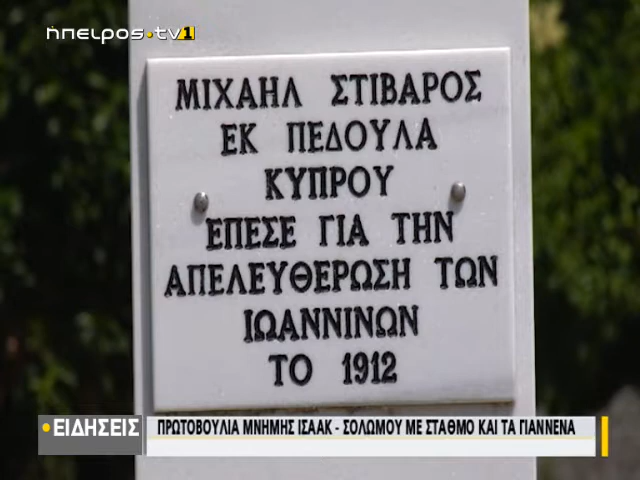 ήπειρος.tv1
ΜΙΧΑΗΛ ΣΤΙΒΑΡΟΣ
ΕΚ ΠΕΔΟΥΛΑ
ΚΥΠΡΟΥ
ΕΠΕΣΕ ΓΙΑ ΤΗΝ
ΑΠΕΛΕΥΘΕΡΩΣΗ ΤΩΝ
ΙΩΑΝΝΙΝΩΝ
ΤΟ 1912
•ΕΙΔΗΣΕΙΣ
ΠΡΩΤΟΒΟΥΛΙΑ ΜΝΗΜΗΣ ΙΣΑΑΚ - ΣΟΛΩΜΟΥ ΜΕ ΣΤΑΘΜΟ ΚΑΙ ΤΑ ΓΙΑΝΝΕΝΑ